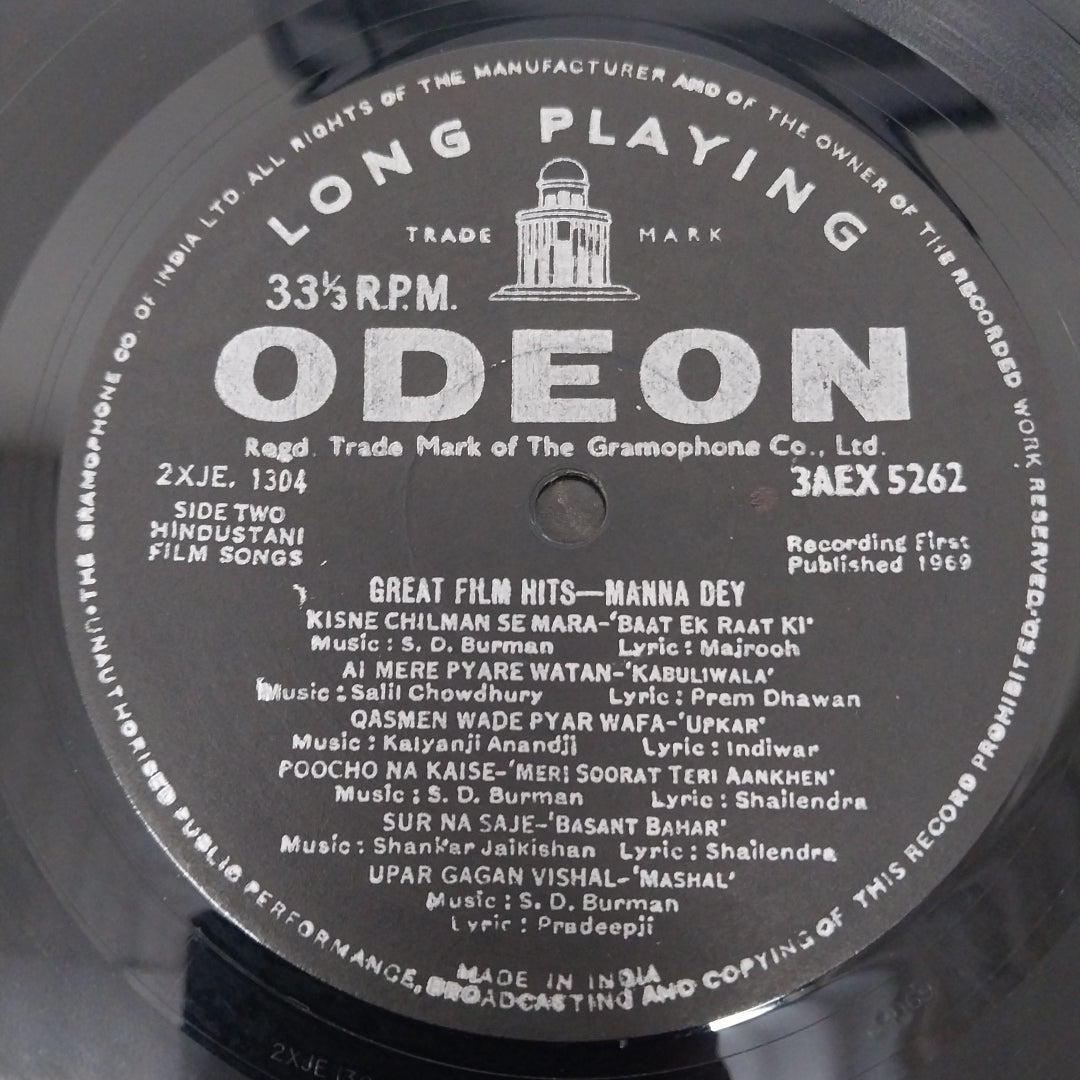 THE GRAMOPHONE CO. OF INDIA LTD. ALL RIGHTS OF THE MANUFACTURER AND OF THE OWNER OF THE RECORDED WORK RESERVED.
UNAUTHORISED PUBLIC PERFORMANCE, BROADCASTING AND COPYING OF THIS RECORD PROHIBITED.
LONG PLAYING
TRADE MARK
33⅓ R.P.M.
ODEON
Regd. Trade Mark of The Gramophone Co., Ltd.
2XJE. 1304
3AEX 5262
SIDE TWO
HINDUSTANI
FILM SONGS
Recording First
Published 1969
GREAT FILM HITS—MANNA DEY
KISNE CHILMAN SE MARA-'BAAT EK RAAT KI'
Music : S. D. Burman Lyric : Majrooh
AI MERE PYARE WATAN-'KABULIWALA'
Music : Salil Chowdhury Lyric : Prem Dhawan
QASMEN WADE PYAR WAFA-'UPKAR'
Music : Kalyanji Anandji Lyric : Indiwar
POOCHO NA KAISE-'MERI SOORAT TERI AANKHEN'
Music : S. D. Burman Lyric : Shailendra
SUR NA SAJE-'BASANT BAHAR'
Music : Shankar Jaikishan Lyric : Shailendra
UPAR GAGAN VISHAL-'MASHAL'
Music : S. D. Burman
Lyric : Pradeepji
MADE IN INDIA
2XJE